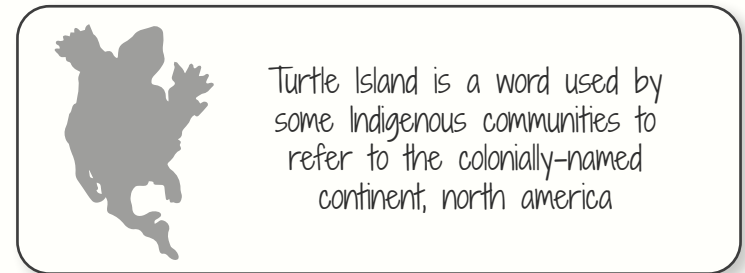 Turtle Island is a word used by
some Indigenous communities to
refer to the colonially-named
continent, north america